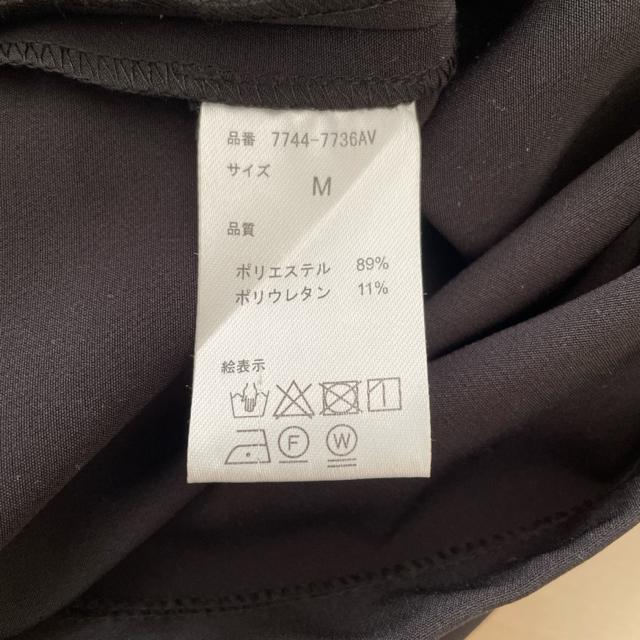 品番 7744-7736AV
サイズ
M
品質
ポリエステル 89%
ポリウレタン 11%
絵表示
F W